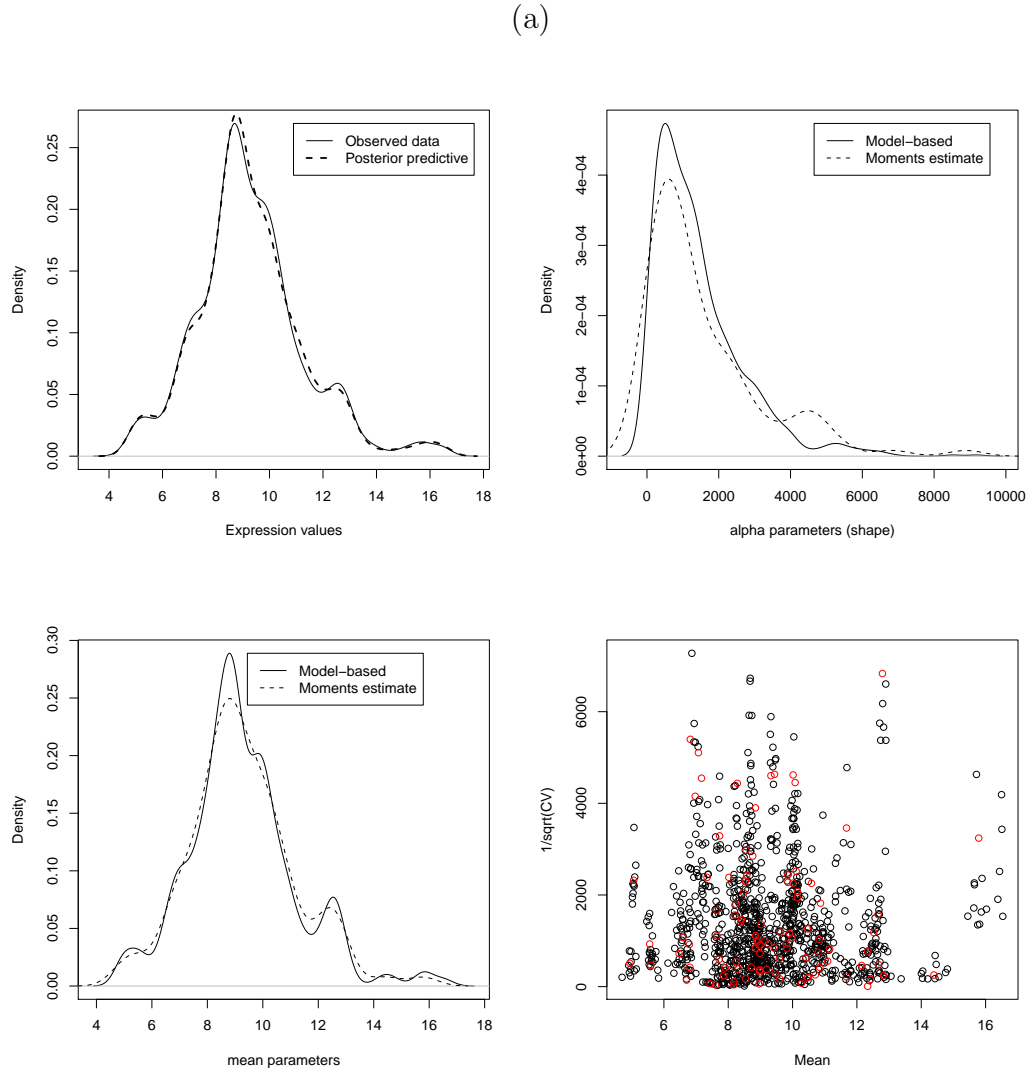 (a)
Density
0.00
0.05
0.10
0.15
0.20
0.25
Observed data
Posterior predictive
4
6
8
10
12
14
16
18
Expression values
Density
0e+00
1e−04
2e−04
3e−04
4e−04
Model−based
Moments estimate
0
2000
4000
6000
8000
10000
alpha parameters (shape)
Density
0.00
0.05
0.10
0.15
0.20
0.25
0.30
Model−based
Moments estimate
4
6
8
10
12
14
16
18
mean parameters
1/sqrt(CV)
0
2000
4000
6000
6
8
10
12
14
16
Mean